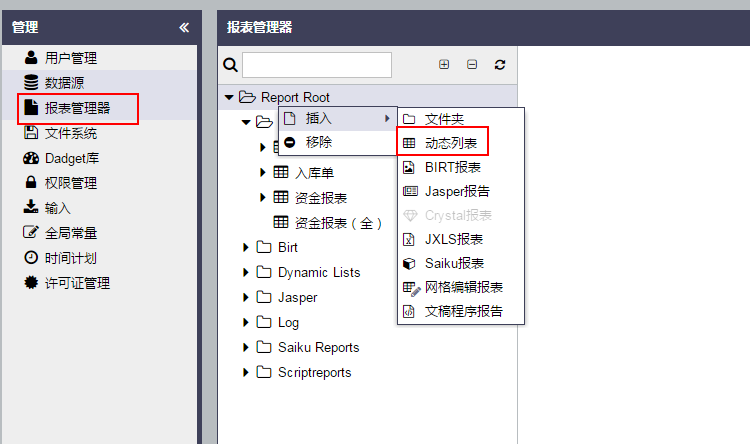 管理
用户管理
数据源
报表管理器
文件系统
Dadget库
权限管理
输入
全局常量
时间计划
许可证管理
报表管理器
Report Root
入库单
资金报表
资金报表（全）
Birt
Dynamic Lists
Jasper
Log
Saiku Reports
Scriptreports
插入
移除
文件夹
动态列表
BIRT报表
Jasper报告
Crystal报表
JXLS报表
Saiku报表
网格编辑报表
文稿程序报告